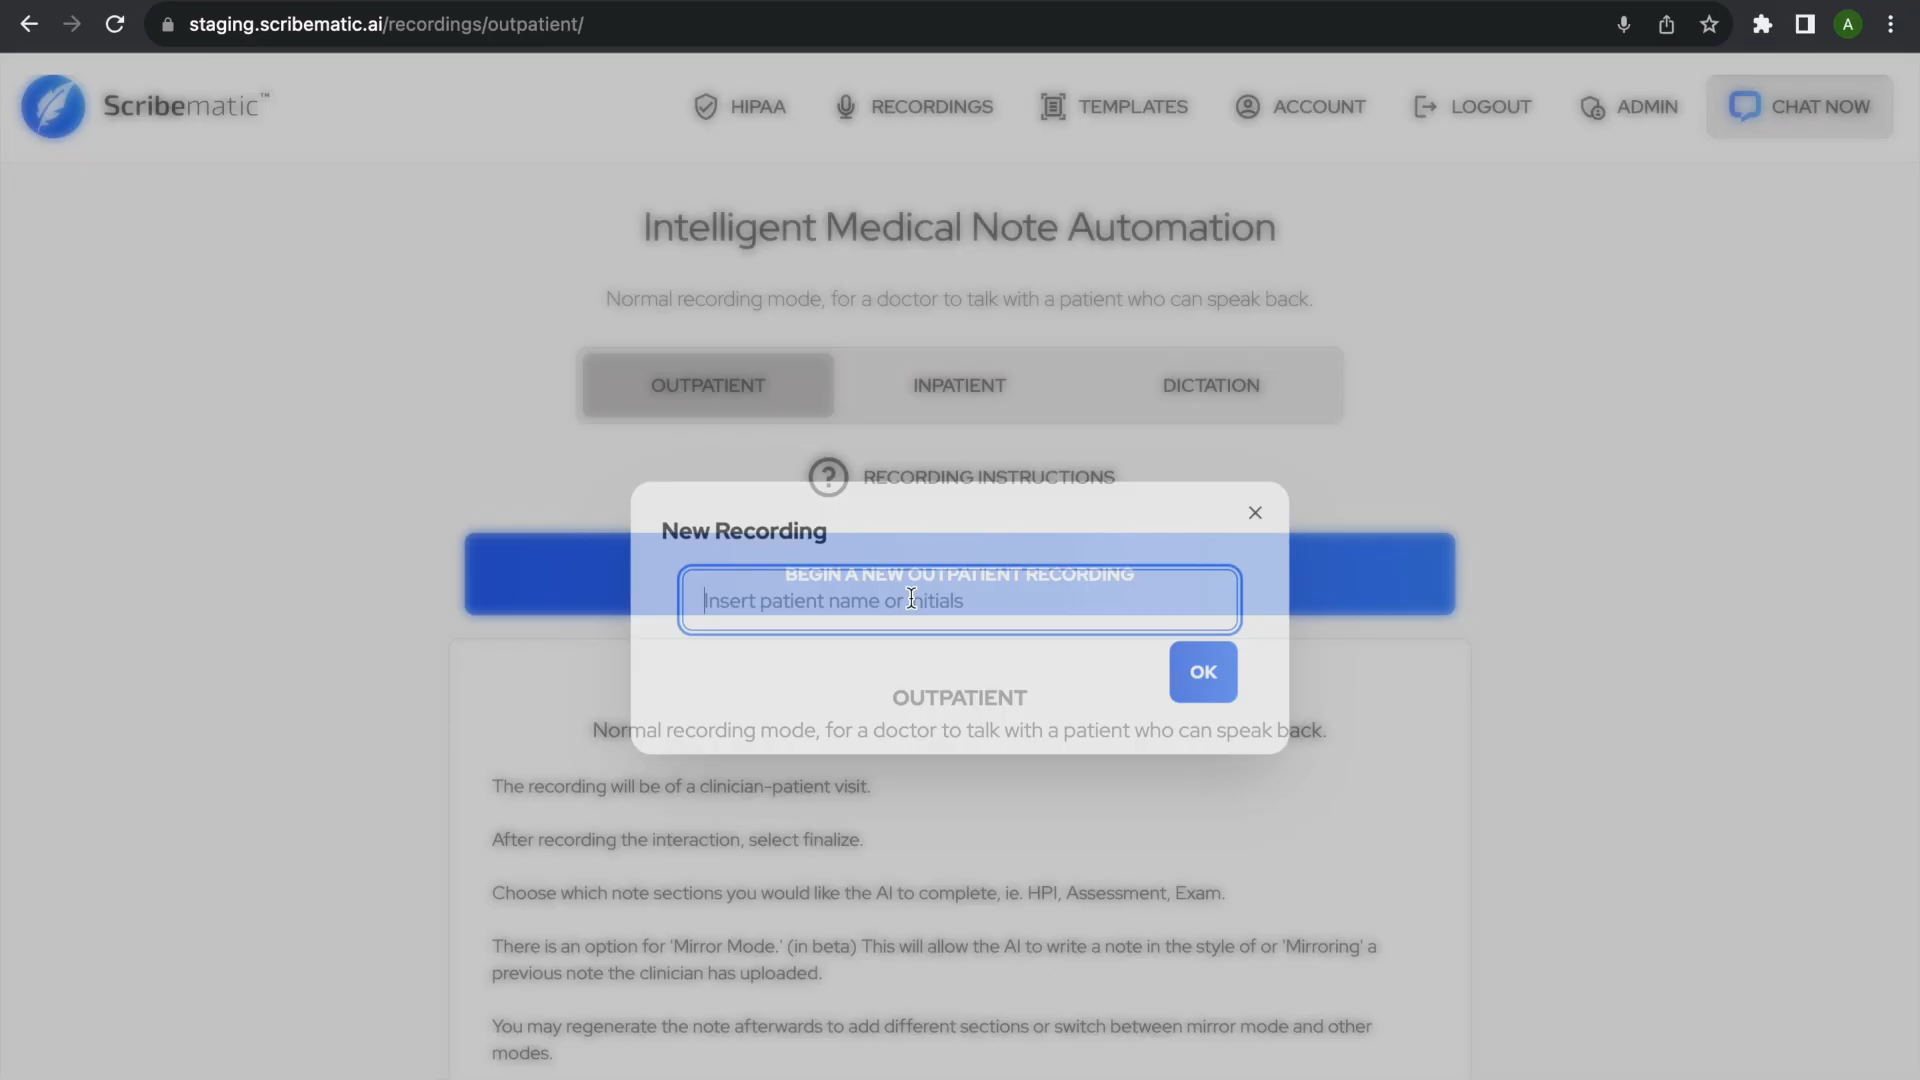 staging.scribematic.ai/recordings/outpatient/
A
Scribematic™
HIPAA
RECORDINGS
TEMPLATES
ACCOUNT
LOGOUT
ADMIN
CHAT NOW
Intelligent Medical Note Automation
Normal recording mode, for a doctor to talk with a patient who can speak back.
OUTPATIENT
INPATIENT
DICTATION
? RECORDING INSTRUCTIONS
New Recording
BEGIN A NEW OUTPATIENT RECORDING
Insert patient name or initials
OK
OUTPATIENT
Normal recording mode, for a doctor to talk with a patient who can speak back.
The recording will be of a clinician-patient visit.
After recording the interaction, select finalize.
Choose which note sections you would like the AI to complete, ie. HPI, Assessment, Exam.
There is an option for 'Mirror Mode.' (in beta) This will allow the AI to write a note in the style of or 'Mirroring' a
previous note the clinician has uploaded.
You may regenerate the note afterwards to add different sections or switch between mirror mode and other
modes.